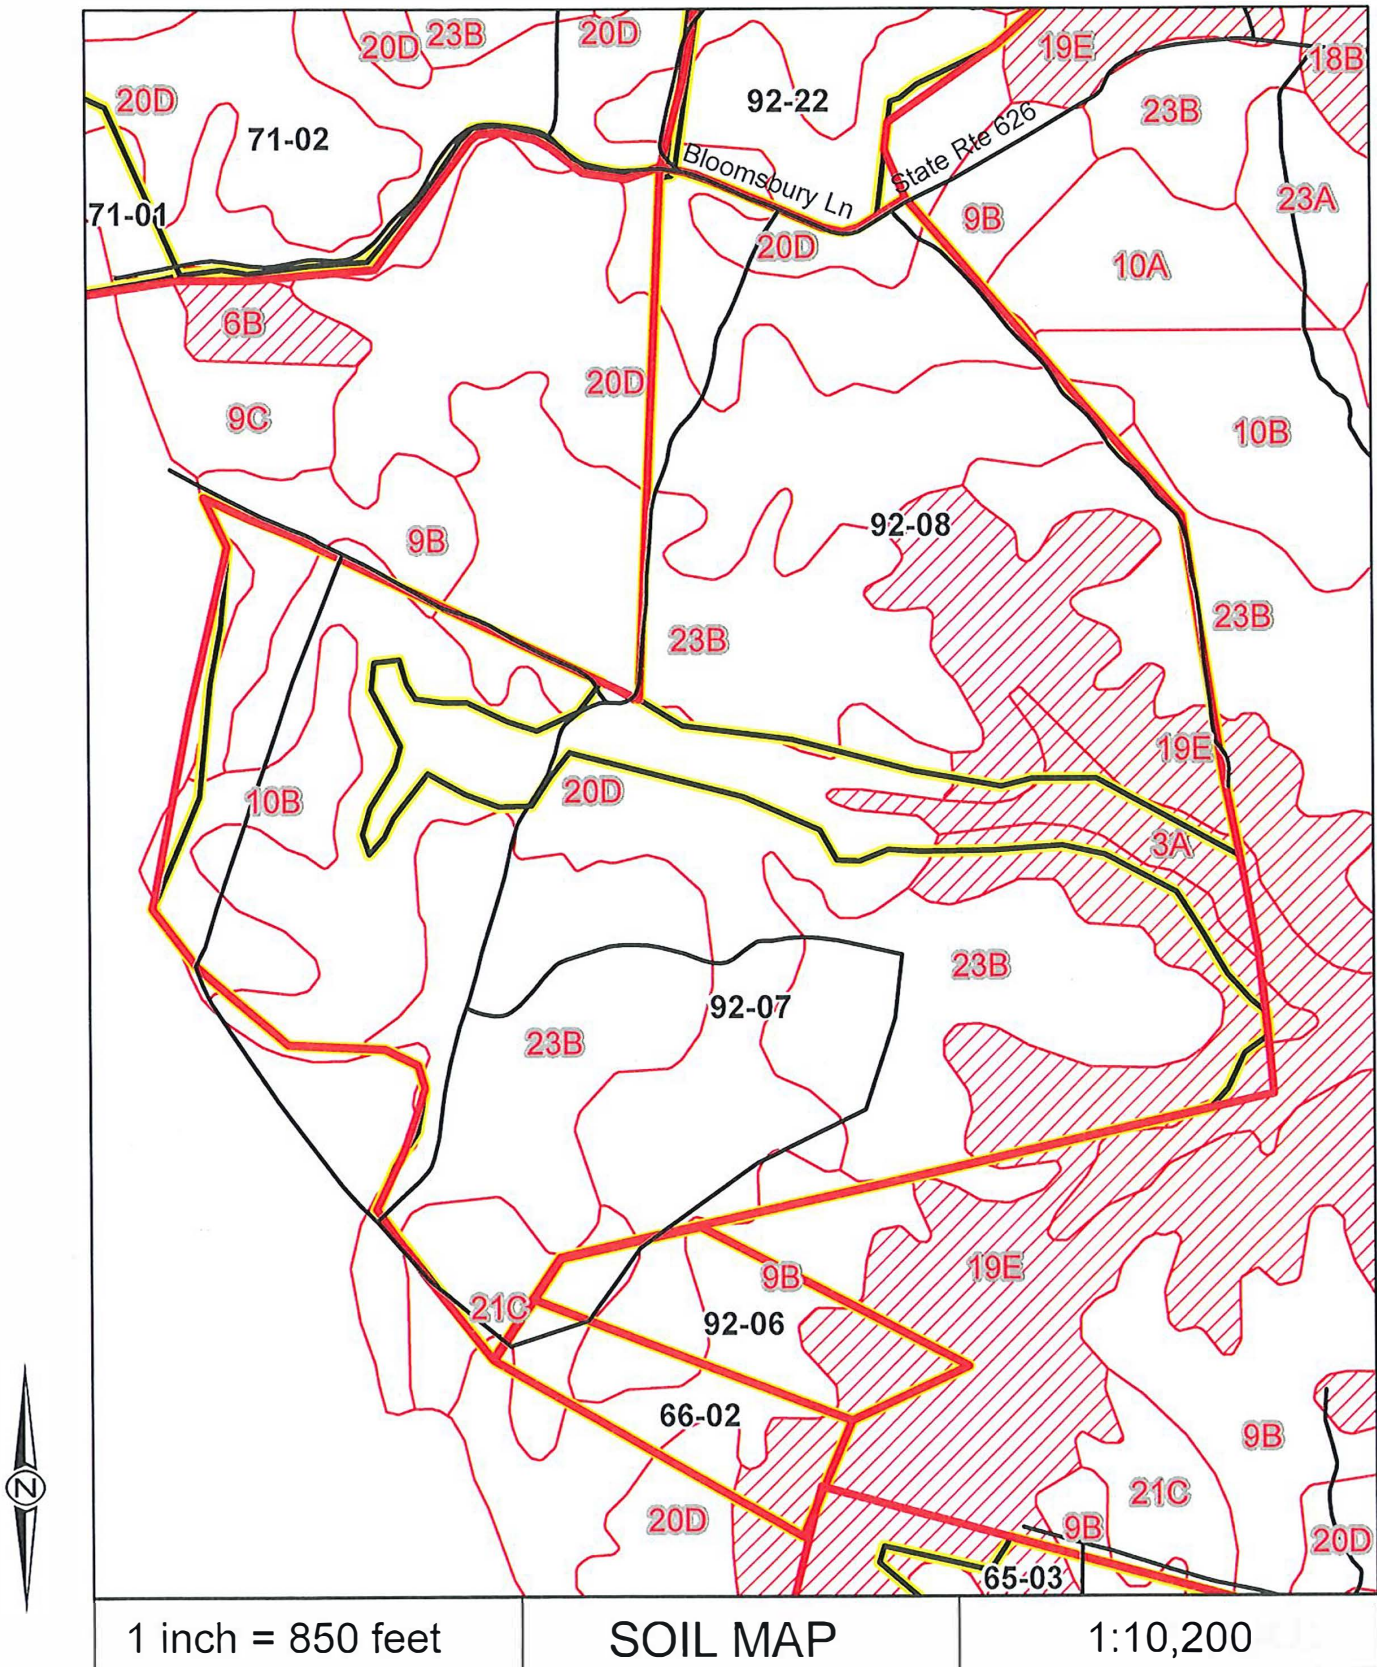 20D
23B
20D
19E
18B
20D
92-22
23B
71-02
State Rte 626
Bloomsbury Ln
71-01
23A
9B
20D
10A
6B
20D
9C
10B
92-08
9B
23B
23B
19E
20D
10B
3A
23B
92-07
23B
19E
9B
21C
92-06
66-02
9B
21C
20D
9B
20D
65-03
N
1 inch = 850 feet
SOIL MAP
1:10,200